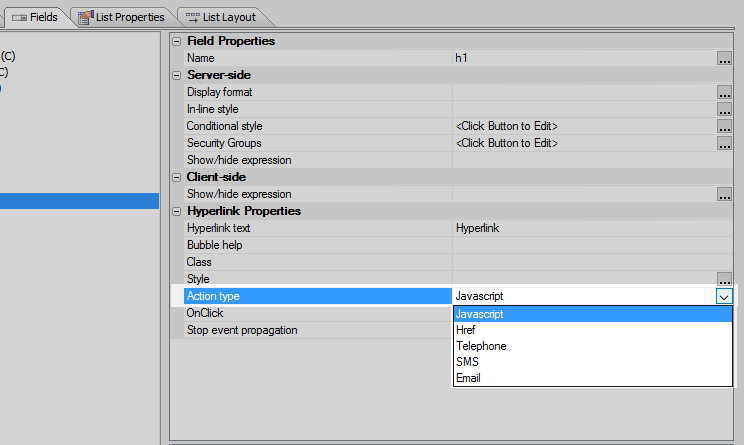 Fields List Properties List Layout
(C)
C)
)
Field Properties
Name h1 ...
Server-side
Display format ...
In-line style ...
Conditional style <Click Button to Edit> ...
Security Groups <Click Button to Edit> ...
Show/hide expression
Client-side
Show/hide expression ...
Hyperlink Properties
Hyperlink text Hyperlink
Bubble help
Class
Style ...
Action type Javascript
OnClick Javascript
Href
Stop event propagation Telephone
SMS
Email